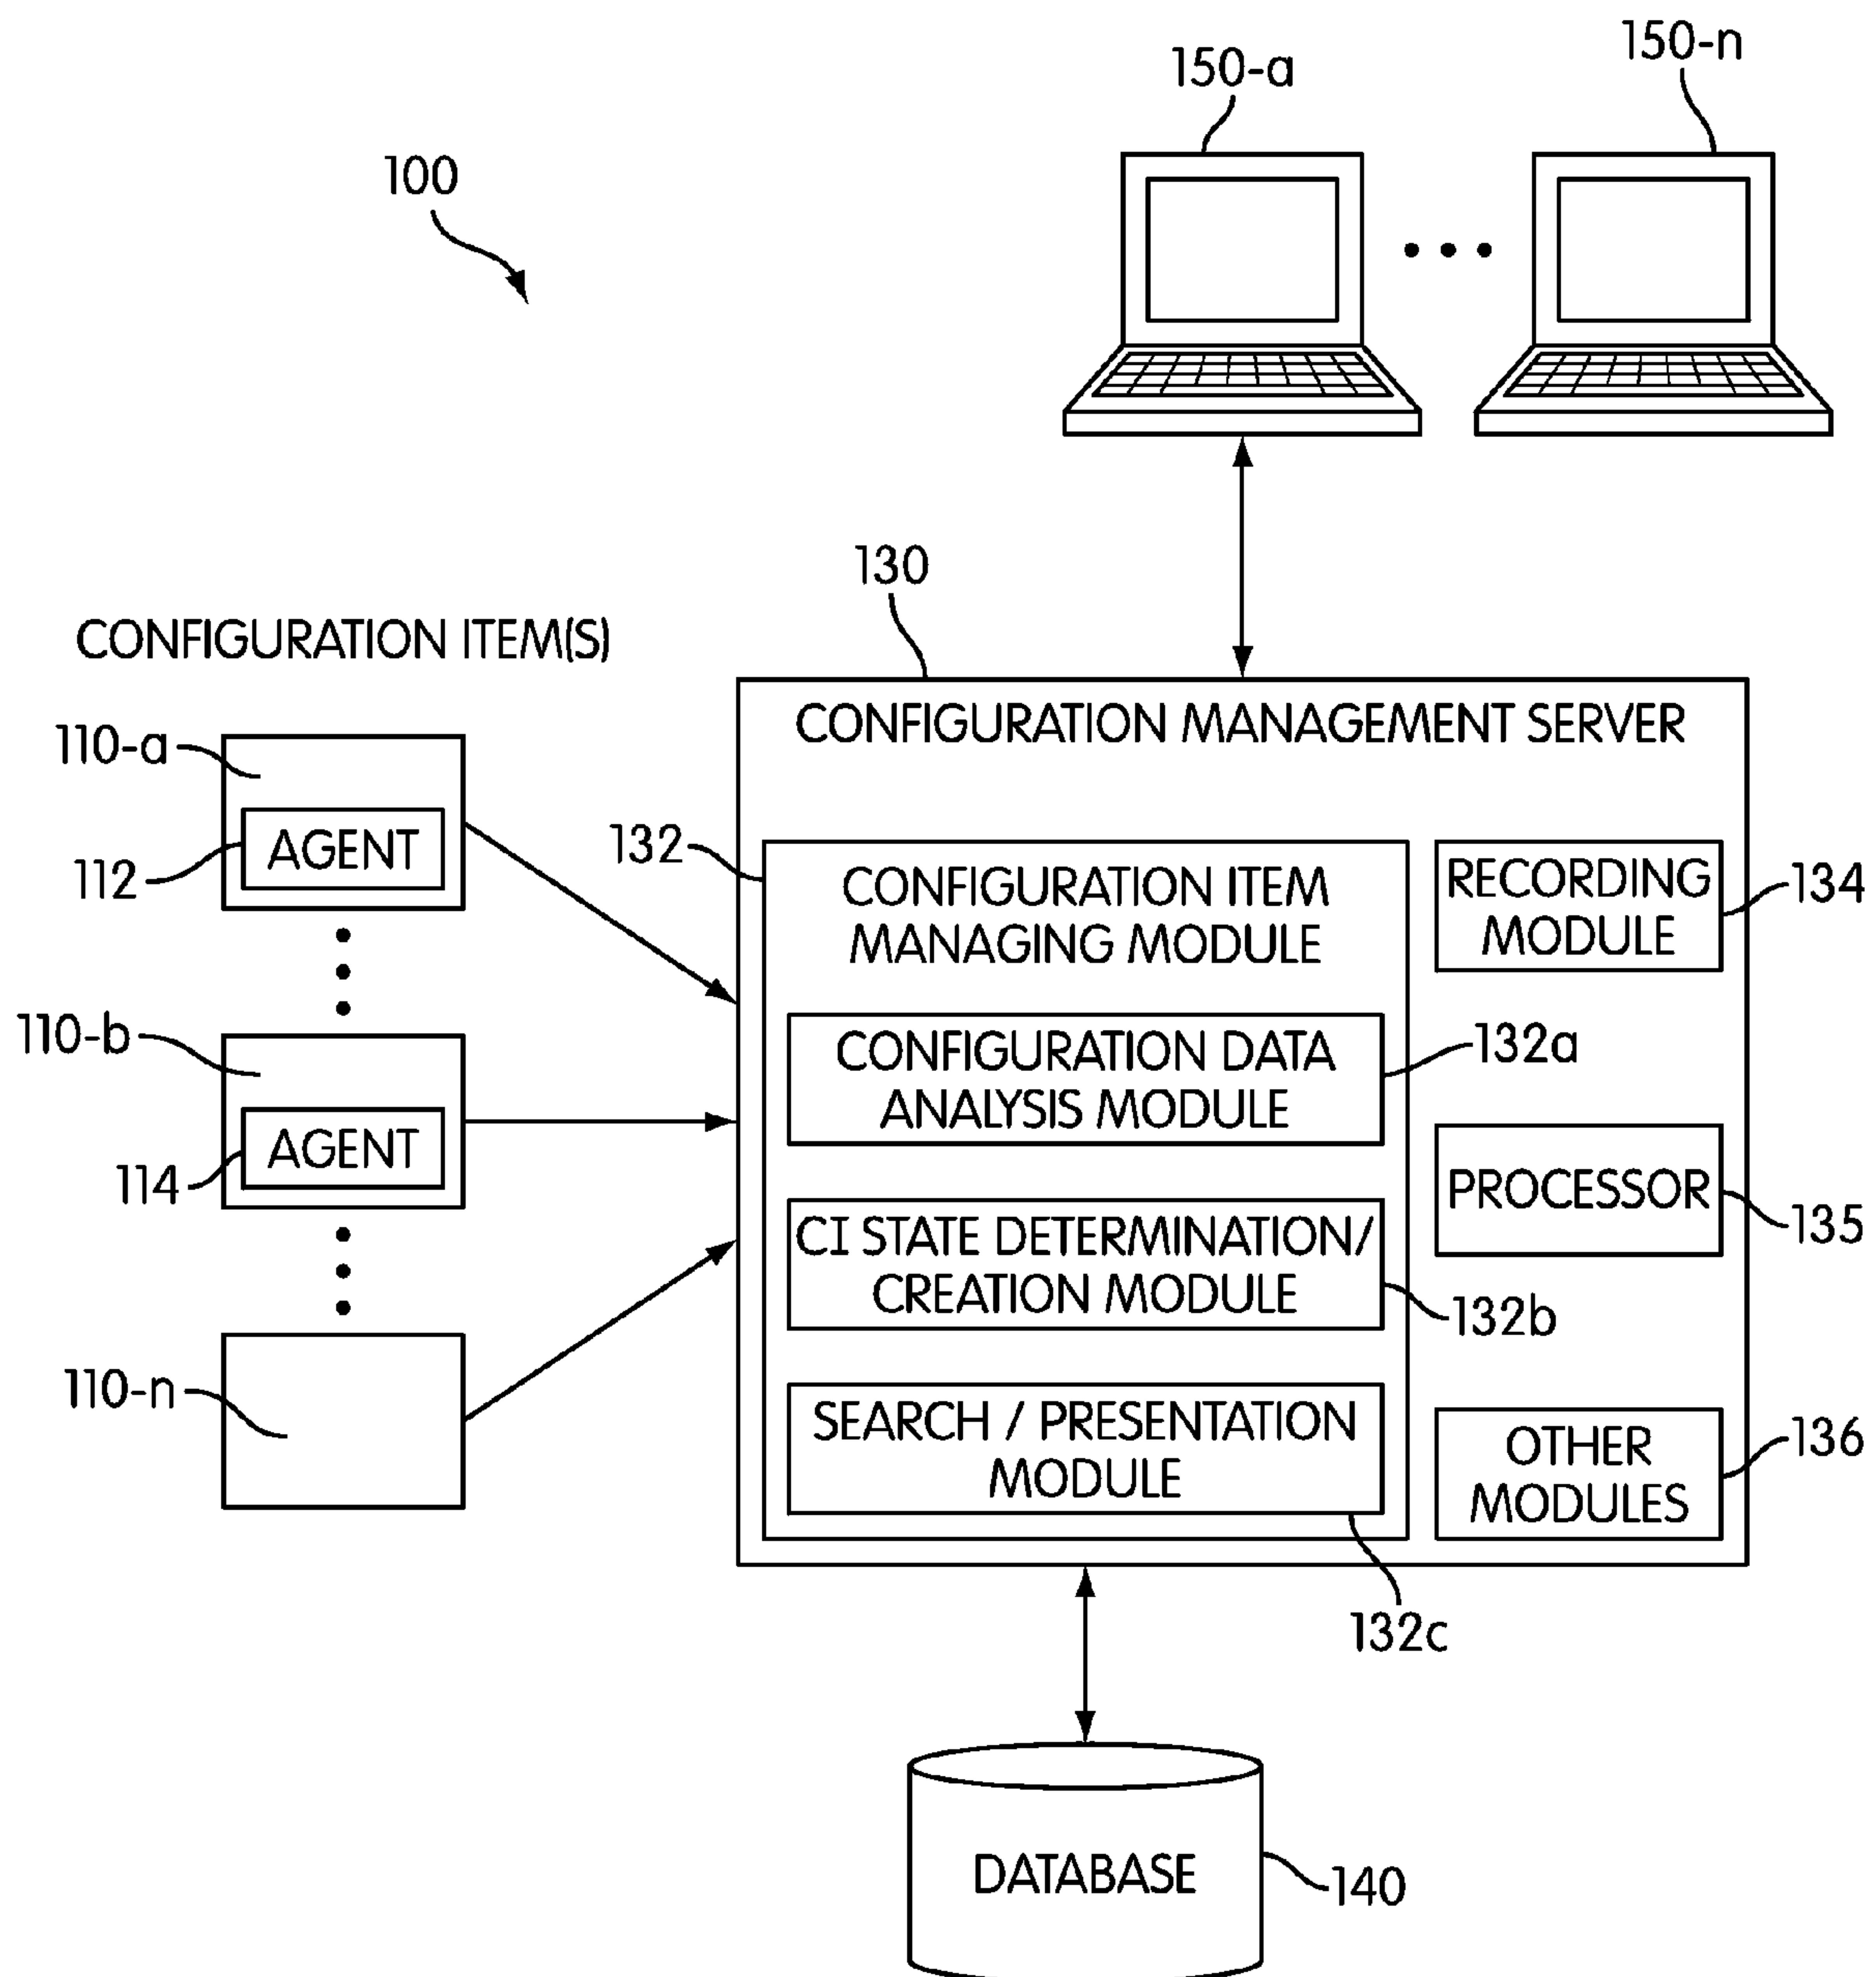 150-a
150-n
100
130
CONFIGURATION ITEM(S)
CONFIGURATION MANAGEMENT SERVER
110-a
AGENT
112
132
CONFIGURATION ITEM
MANAGING MODULE
RECORDING
MODULE
134
110-b
AGENT
114
CONFIGURATION DATA
ANALYSIS MODULE
132a
PROCESSOR
135
CI STATE DETERMINATION/
CREATION MODULE
132b
110-n
SEARCH / PRESENTATION
MODULE
132c
OTHER
MODULES
136
DATABASE
140